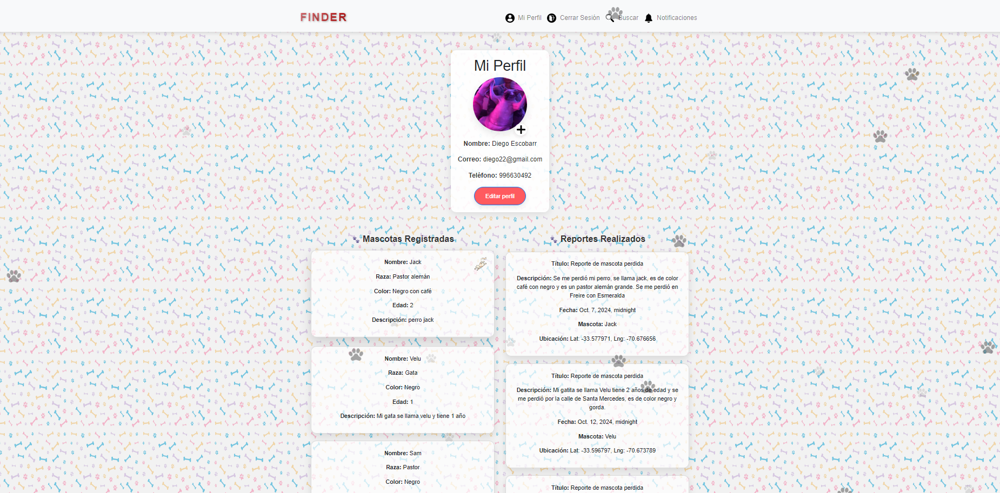 FINDER
Mi Perfil
Cerrar Sesión
Buscar
Notificaciones
Mi Perfil
Nombre: Diego Escobarr
Correo: diego22@gmail.com
Teléfono: 996630492
Editar perfil
Mascotas Registradas
Nombre: Jack
Raza: Pastor alemán
Color: Negro con café
Edad: 2
Descripción: perro jack
Nombre: Velu
Raza: Gata
Color: Negro
Edad: 1
Descripción: Mi gata se llama velu y tiene 1 año
Nombre: Sam
Raza: Pastor
Color: Negro
Reportes Realizados
Título: Reporte de mascota perdida
Descripción: Se me perdió mi perro, se llama jack, es de color
café con negro y es un pastor alemán grande. Se me perdió en
Freire con Esmeralda
Fecha: Oct. 7, 2024, midnight
Mascota: Jack
Ubicación: Lat: -33.577971, Lng: -70.676656
Título: Reporte de mascota perdida
Descripción: Mi gatita se llama Velu tiene 2 años de edad y se
me perdió por la calle de Santa Mercedes, es de color negro y
gorda.
Fecha: Oct. 12, 2024, midnight
Mascota: Velu
Ubicación: Lat: -33.596797, Lng: -70.673789
Título: Reporte de mascota perdida